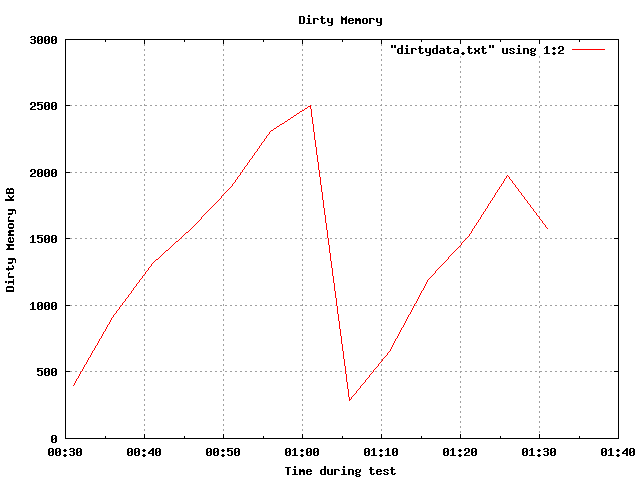 Dirty Memory
"dirtydata.txt" using 1:2
3000
2500
2000
1500
1000
500
0
Dirty Memory kB
00:30 00:40 00:50 01:00 01:10 01:20 01:30 01:40
Time during test